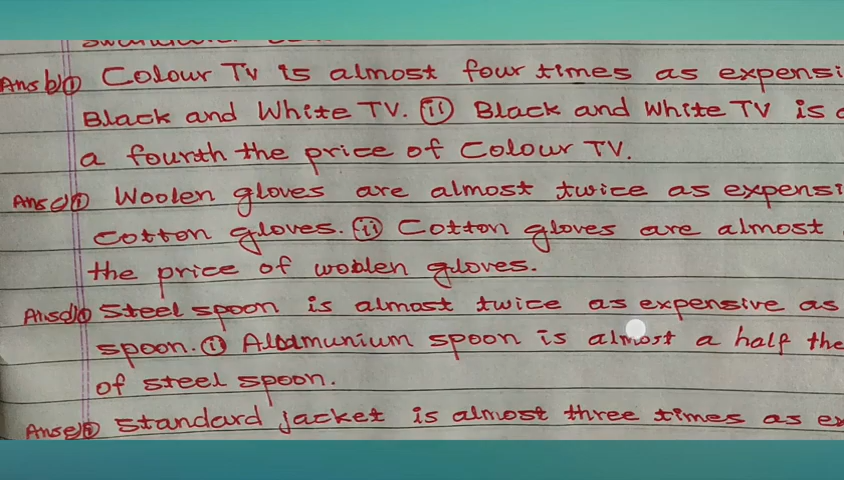 Ans b) i) Colour TV is almost four times as expensi
Black and White TV. (ii) Black and White TV is a
a fourth the price of Colour TV.
Ans c) i) Woolen gloves are almost twice as expensi
Cotton gloves. (ii) Cotton gloves are almost
the price of woolen gloves.
Ans d) i) Steel spoon is almost twice as expensive as
spoon. (ii) Alumunium spoon is almost a half the
of steel spoon.
Ans e) i) Standard jacket is almost three times as ex